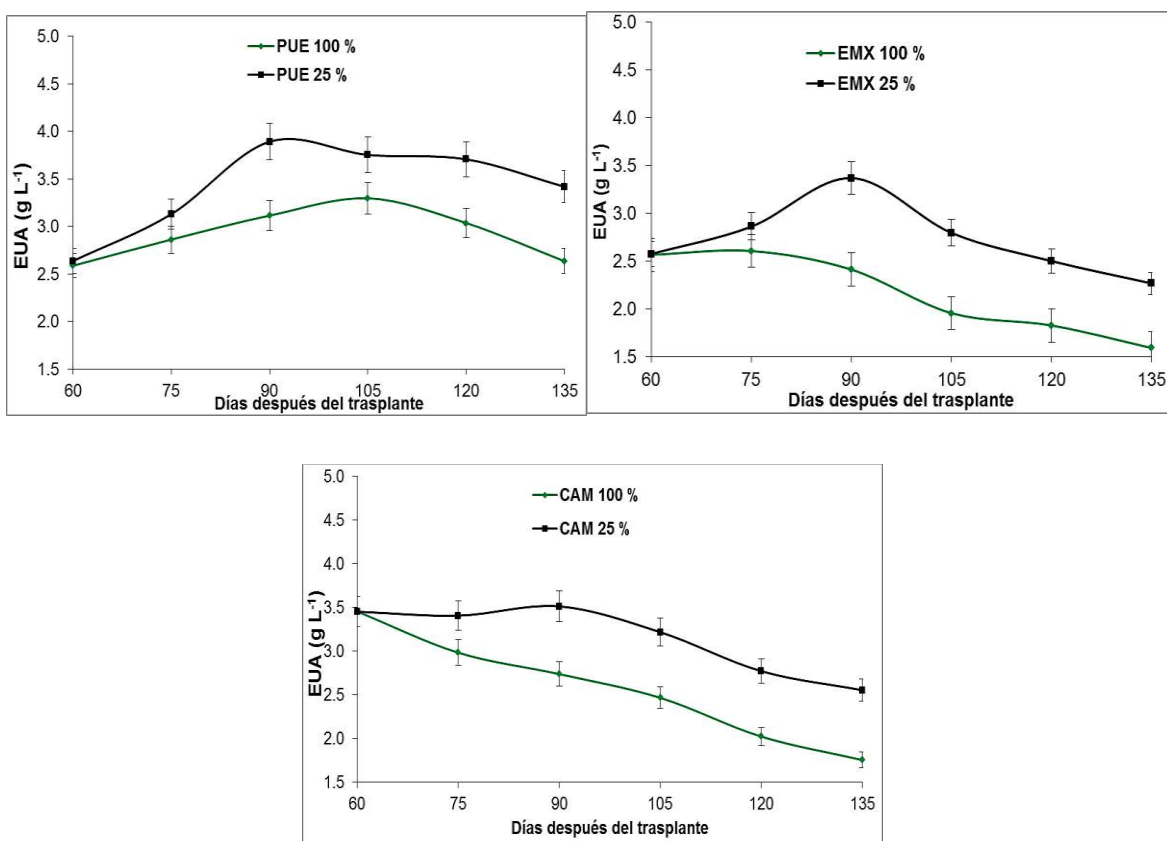 PUE 100 %
PUE 25 %
EUA (g L-1)
5.0
4.5
4.0
3.5
3.0
2.5
2.0
1.5
60 75 90 105 120 135
Días después del trasplante
EMX 100 %
EMX 25 %
EUA (g L-1)
5.0
4.5
4.0
3.5
3.0
2.5
2.0
1.5
60 75 90 105 120 135
Días después del trasplante
CAM 100 %
CAM 25 %
EUA (g L-1)
5.0
4.5
4.0
3.5
3.0
2.5
2.0
1.5
60 75 90 105 120 135
Días después del trasplante